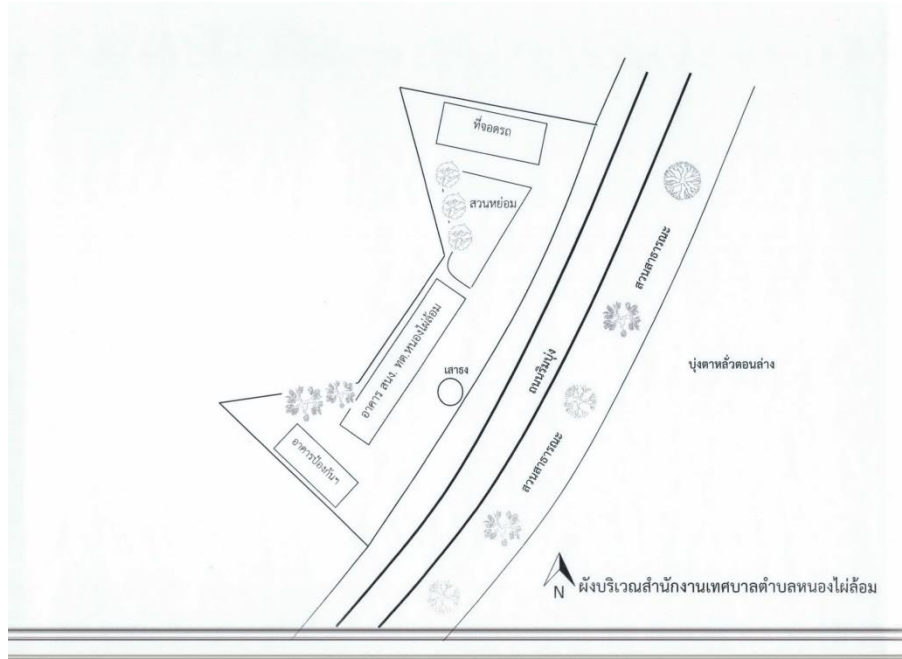 ที่จอดรถ
สวนหย่อม
สวนสาธารณะ
อาคาร สนง. ทต.หนองไผ่ล้อม
เสาธง
ถนนริมบุ่ง
บุ่งตาหลั่วตอนล่าง
อาคารป้องกันฯ
สวนสาธารณะ
N
ผังบริเวณสำนักงานเทศบาลตำบลหนองไผ่ล้อม